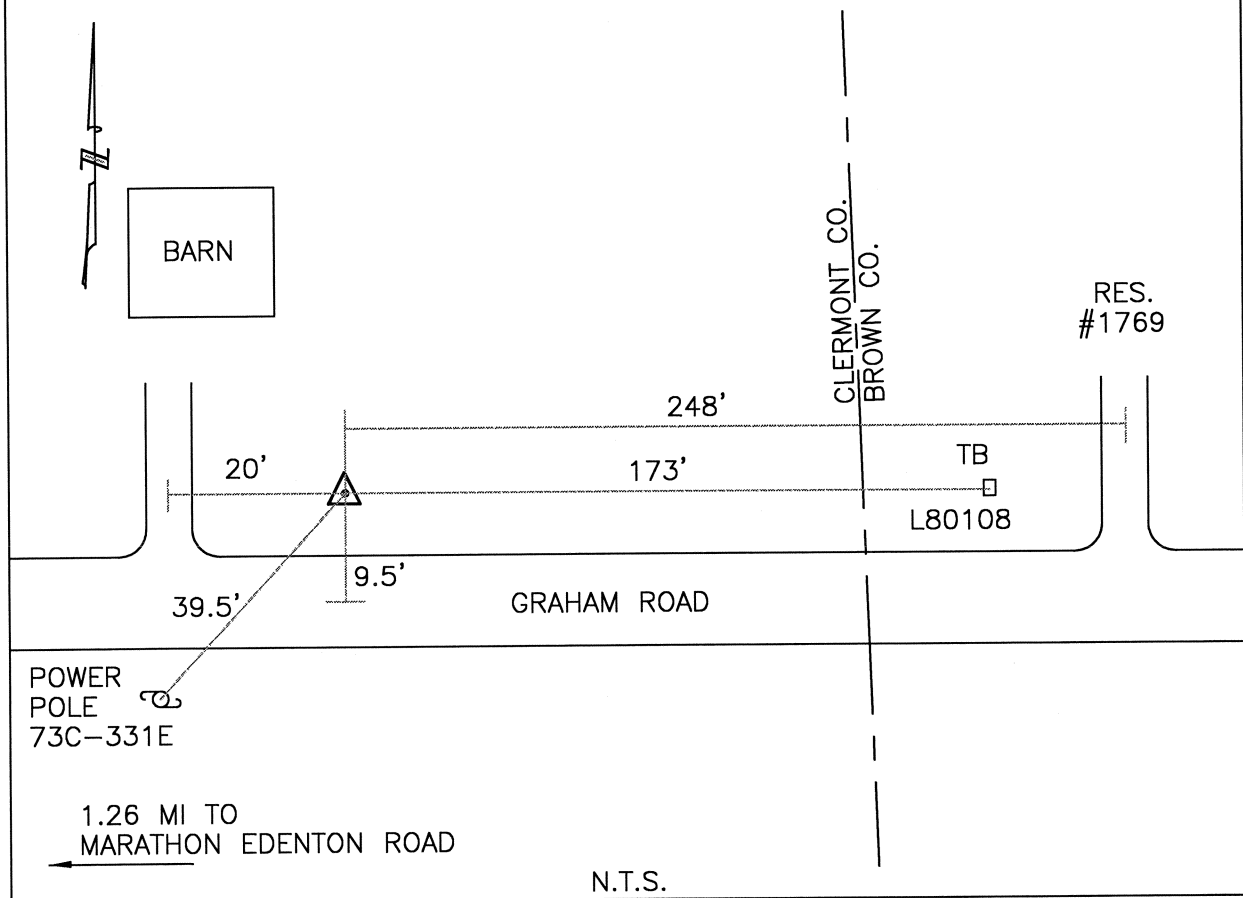 N
BARN
CLERMONT CO.
BROWN CO.
RES.
#1769
248'
20'
173'
TB
L80108
9.5'
39.5'
GRAHAM ROAD
POWER
POLE
73C-331E
1.26 MI TO
MARATHON EDENTON ROAD
N.T.S.